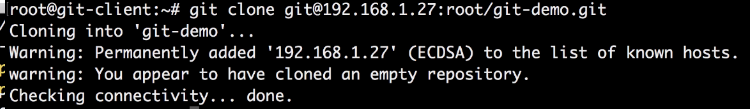 root@git-client:~# git clone git@192.168.1.27:root/git-demo.git
Cloning into 'git-demo'...
Warning: Permanently added '192.168.1.27' (ECDSA) to the list of known hosts.
warning: You appear to have cloned an empty repository.
Checking connectivity... done.